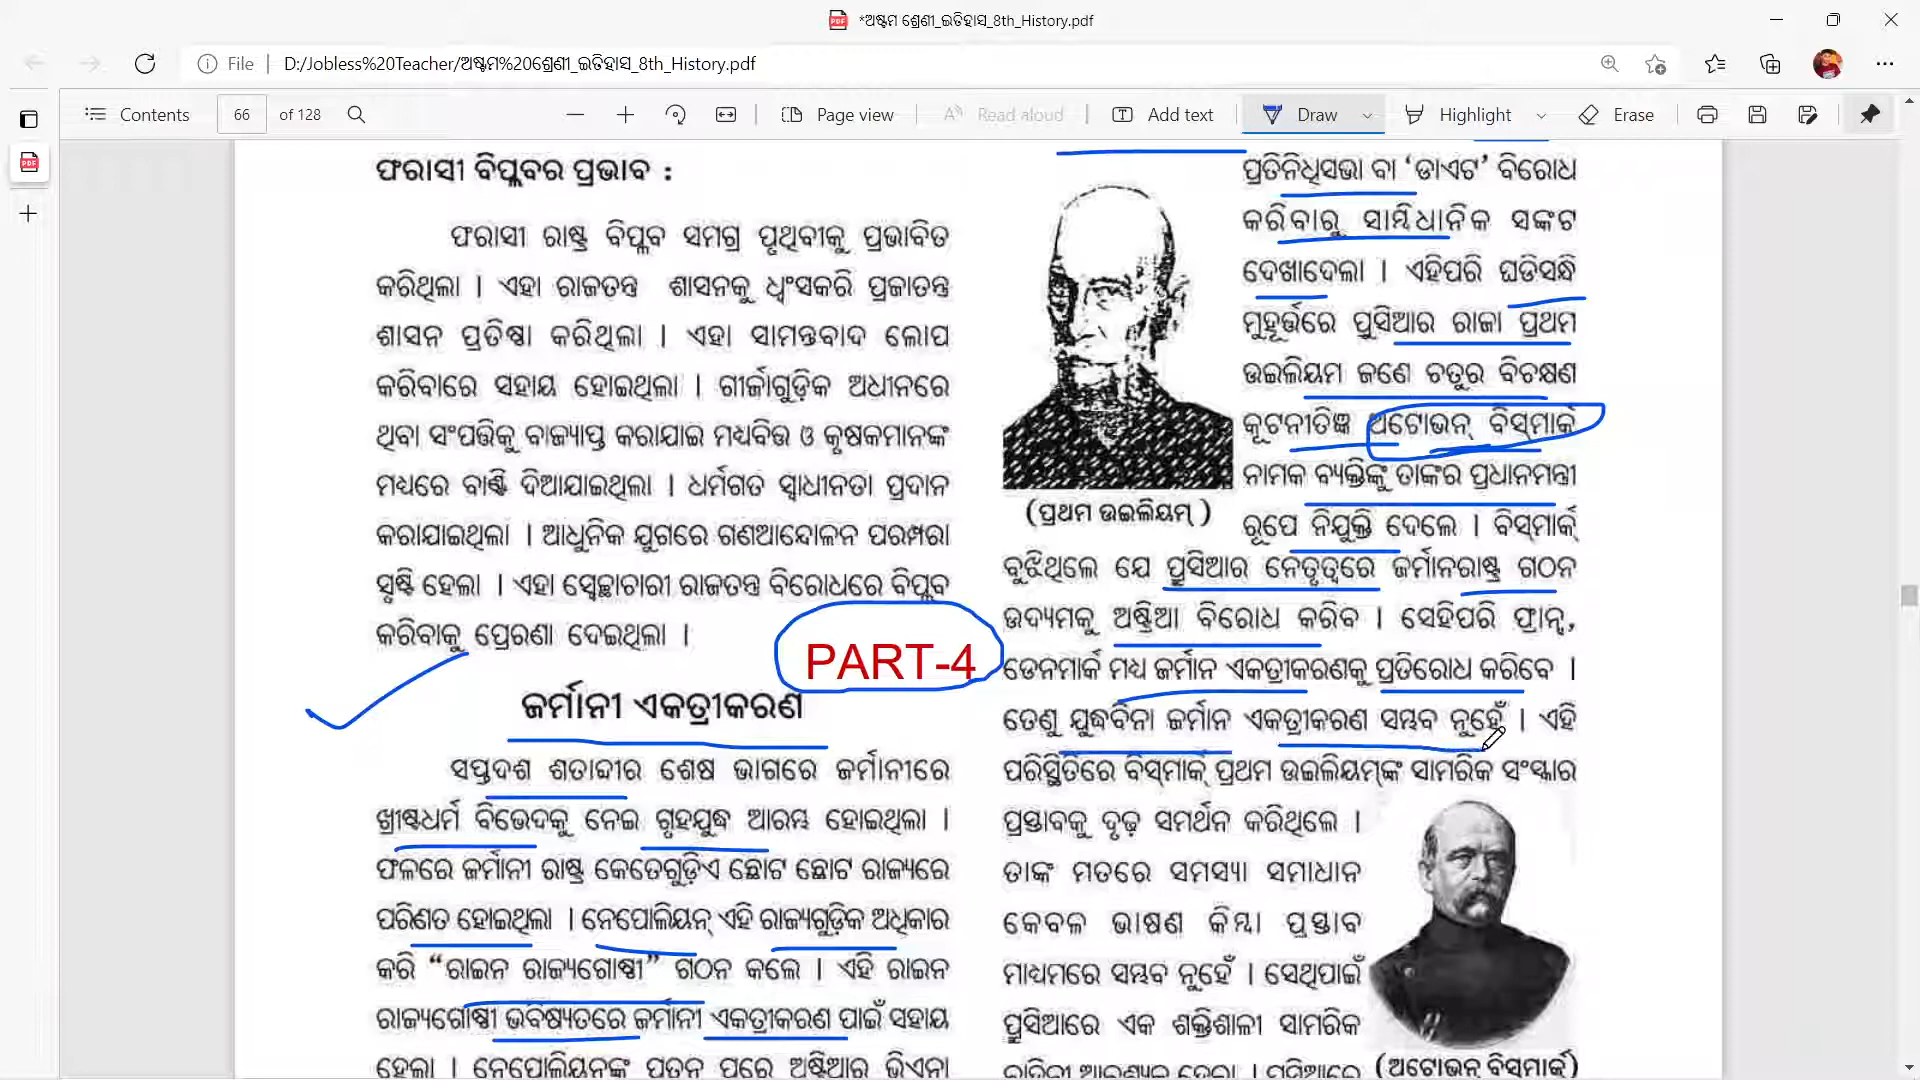 *ଅଷ୍ଟମ ଶ୍ରେଣୀ_ଇତିହାସ_8th_History.pdf
File D:/Jobless%20Teacher/ଅଷ୍ଟମ%20ଶ୍ରେଣୀ_ଇତିହାସ_8th_History.pdf
Contents 66 of 128 Page view Read aloud Add text Draw Highlight Erase
ଫରାସୀ ବିପ୍ଳବର ପ୍ରଭାବ :
ଫରାସୀ ରାଷ୍ଟ୍ର ବିପ୍ଳବ ସମଗ୍ର ପୃଥିବୀକୁ ପ୍ରଭାବିତ
କରିଥିଲା । ଏହା ରାଜତନ୍ତ୍ର ଶାସନକୁ ଧ୍ୱଂସକରି ପ୍ରଜାତନ୍ତ୍ର
ଶାସନ ପ୍ରତିଷ୍ଠା କରିଥିଲା । ଏହା ସାମନ୍ତବାଦ ଲୋପ
କରିବାରେ ସହାୟ ହୋଇଥିଲା । ଗୀର୍ଜାଗୁଡ଼ିକ ଅଧୀନରେ
ଥିବା ସଂପତ୍ତିକୁ ବାଜ୍ୟାପ୍ତ କରାଯାଇ ମଧ୍ୟବିତ୍ତ ଓ କୃଷକମାନଙ୍କ
ମଧ୍ୟରେ ବାଣ୍ଟି ଦିଆଯାଇଥିଲା । ଧର୍ମଗତ ସ୍ୱାଧୀନତା ପ୍ରଦାନ
କରାଯାଇଥିଲା । ଆଧୁନିକ ଯୁଗରେ ଗଣଆନ୍ଦୋଳନ ପରମ୍ପରା
ସୃଷ୍ଟି ହେଲା । ଏହା ସ୍ୱେଚ୍ଛାଚାରୀ ରାଜତନ୍ତ୍ର ବିରୋଧରେ ବିପ୍ଳବ
କରିବାକୁ ପ୍ରେରଣା ଦେଇଥିଲା ।
PART-4
ଜର୍ମାନୀ ଏକତ୍ରୀକରଣ
ସପ୍ତଦଶ ଶତାବ୍ଦୀର ଶେଷ ଭାଗରେ ଜର୍ମାନୀରେ
ଖ୍ରୀଷ୍ଟଧର୍ମ ବିଭେଦକୁ ନେଇ ଗୃହଯୁଦ୍ଧ ଆରମ୍ଭ ହୋଇଥିଲା ।
ଫଳରେ ଜର୍ମାନୀ ରାଷ୍ଟ୍ର କେତେଗୁଡ଼ିଏ ଛୋଟ ଛୋଟ ରାଜ୍ୟରେ
ପରିଣତ ହୋଇଥିଲା । ନେପୋଲିୟନ୍ ଏହି ରାଜ୍ୟଗୁଡ଼ିକ ଅଧିକାର
କରି “ରାଇନ ରାଜ୍ୟଗୋଷ୍ଠୀ” ଗଠନ କଲେ । ଏହି ରାଇନ
ରାଜ୍ୟଗୋଷ୍ଠୀ ଭବିଷ୍ୟତରେ ଜର୍ମାନୀ ଏକତ୍ରୀକରଣ ପାଇଁ ସହାୟ
ହେଲା । ନେପୋଲିୟନଙ୍କ ପତନ ପରେ ଅଷ୍ଟ୍ରିଆର ଭିଏନା
ପ୍ରତିନିଧିସଭା ବା ‘ଡାଏଟ’ ବିରୋଧ
କରିବାରୁ ସାମ୍ବିଧାନିକ ସଙ୍କଟ
ଦେଖାଦେଲା । ଏହିପରି ଘଡିସନ୍ଧି
ମୁହୂର୍ତ୍ତରେ ପ୍ରୁସିଆର ରାଜା ପ୍ରଥମ
ଉଇଲିୟମ ଜଣେ ଚତୁର ବିଚକ୍ଷଣ
କୂଟନୀତିଜ୍ଞ ଅଟୋଭନ୍ ବିସ୍ମାର୍କ
ନାମକ ବ୍ୟକ୍ତିଙ୍କୁ ତାଙ୍କର ପ୍ରଧାନମନ୍ତ୍ରୀ
(ପ୍ରଥମ ଉଇଲିୟମ୍)
ରୂପେ ନିଯୁକ୍ତି ଦେଲେ । ବିସ୍ମାର୍କ୍
ବୁଝିଥିଲେ ଯେ ପ୍ରୁସିଆର ନେତୃତ୍ୱରେ ଜର୍ମାନରାଷ୍ଟ୍ର ଗଠନ
ଉଦ୍ୟମକୁ ଅଷ୍ଟ୍ରିଆ ବିରୋଧ କରିବ । ସେହିପରି ଫ୍ରାନ୍ସ,
ଡେନମାର୍କ ମଧ୍ୟ ଜର୍ମାନ ଏକତ୍ରୀକରଣକୁ ପ୍ରତିରୋଧ କରିବେ ।
ତେଣୁ ଯୁଦ୍ଧବିନା ଜର୍ମାନ ଏକତ୍ରୀକରଣ ସମ୍ଭବ ନୁହେଁ । ଏହି
ପରିସ୍ଥିତିରେ ବିସ୍ମାର୍କ୍ ପ୍ରଥମ ଉଇଲିୟମ୍‌ଙ୍କ ସାମରିକ ସଂସ୍କାର
ପ୍ରସ୍ତାବକୁ ଦୃଢ଼ ସମର୍ଥନ କରିଥିଲେ ।
ତାଙ୍କ ମତରେ ସମସ୍ୟା ସମାଧାନ
କେବଳ ଭାଷଣ କିମ୍ବା ପ୍ରସ୍ତାବ
ମାଧ୍ୟମରେ ସମ୍ଭବ ନୁହେଁ । ସେଥିପାଇଁ
ପ୍ରୁସିଆରେ ଏକ ଶକ୍ତିଶାଳୀ ସାମରିକ
(ଅଟୋଭନ୍ ବିସ୍ମାର୍କ)